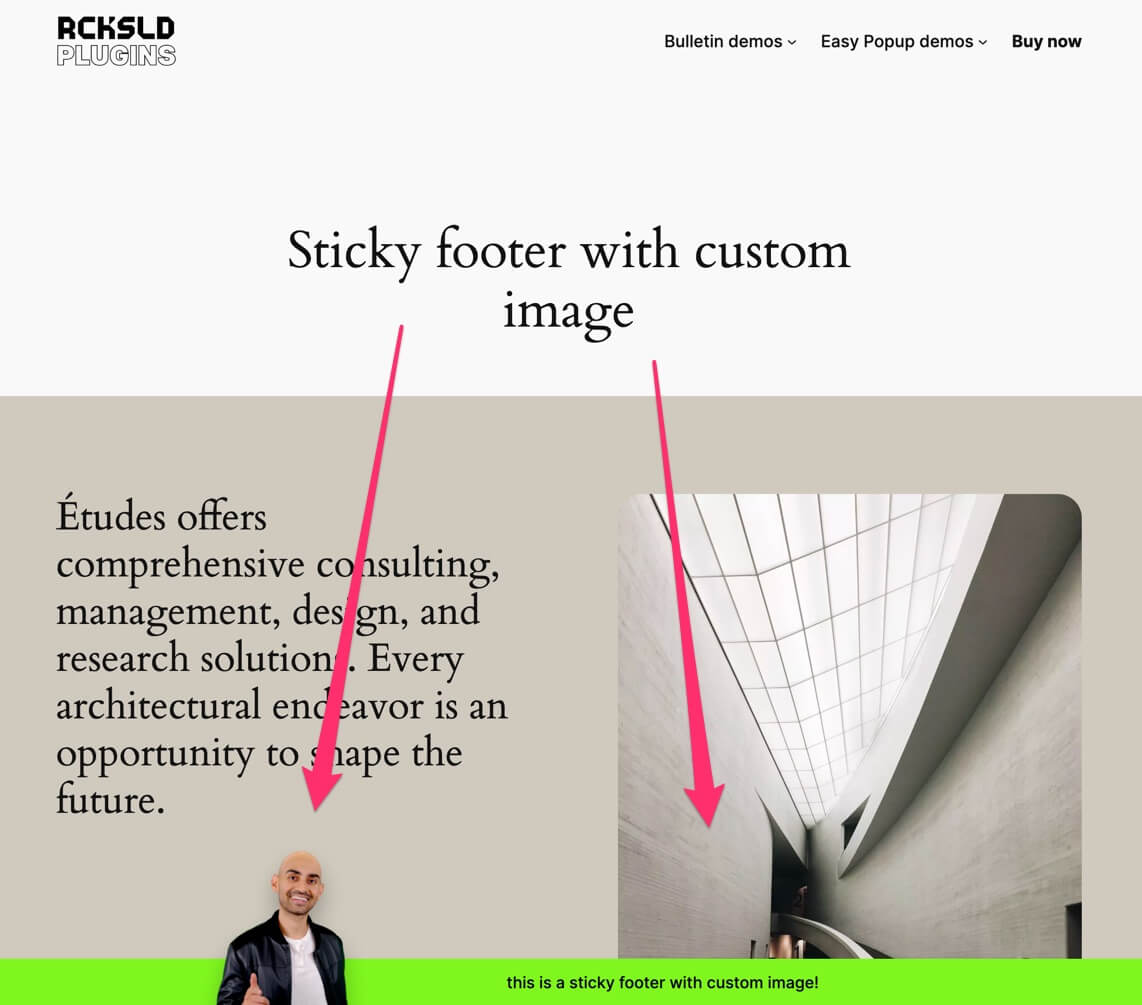 RCKSLD
PLUGINS
Bulletin demos
Easy Popup demos
Buy now
Sticky footer with custom
image
Études offers
comprehensive consulting,
management, design, and
research solutions. Every
architectural endeavor is an
opportunity to shape the
future.
this is a sticky footer with custom image!